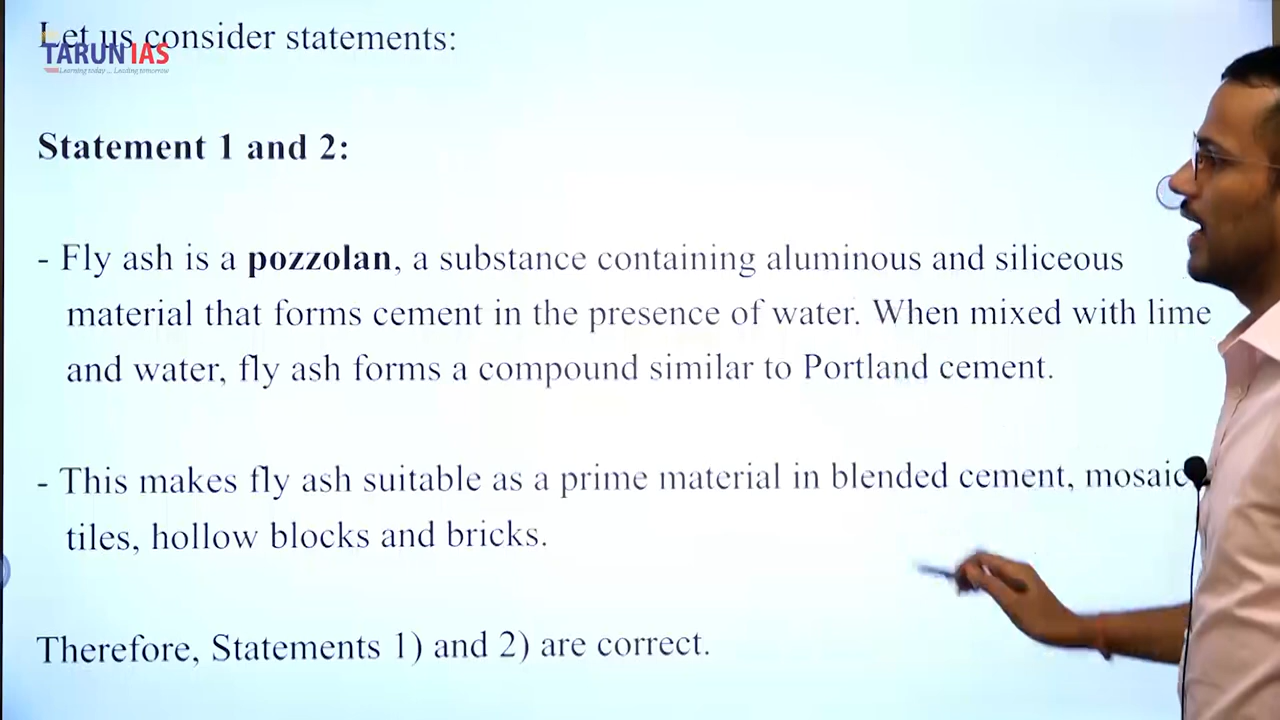 Let us consider statements:
TARUN IAS
Learning today ... Leading tomorrow
Statement 1 and 2:
- Fly ash is a pozzolan, a substance containing aluminous and siliceous
material that forms cement in the presence of water. When mixed with lime
and water, fly ash forms a compound similar to Portland cement.
- This makes fly ash suitable as a prime material in blended cement, mosaic
tiles, hollow blocks and bricks.
Therefore, Statements 1) and 2) are correct.